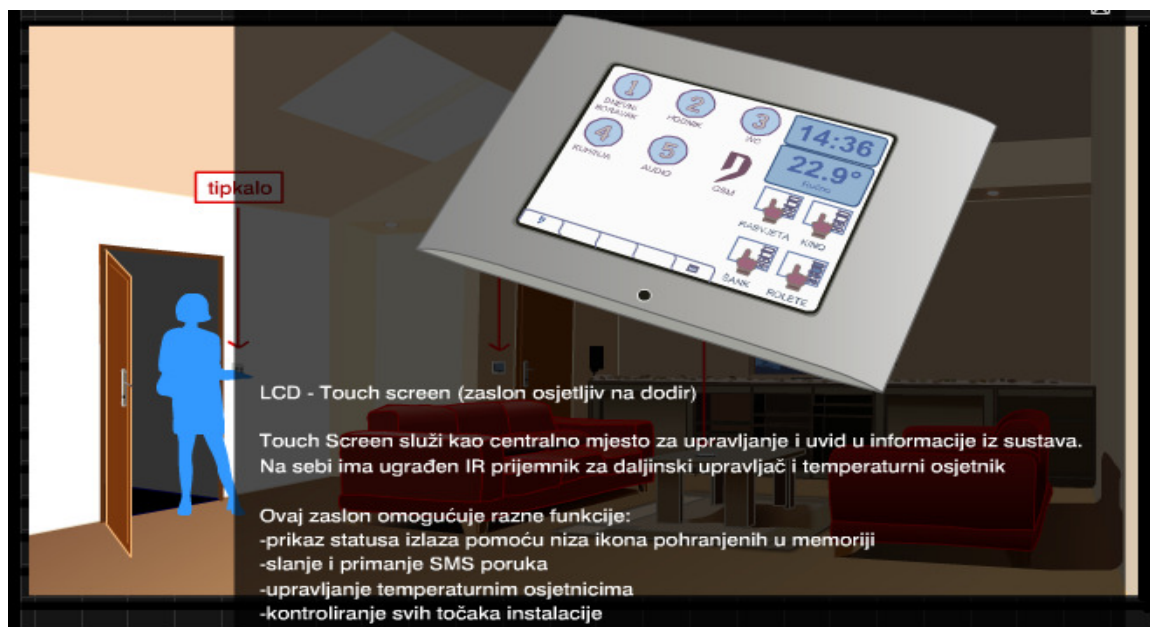 1
2
3
14:36
DNEVNI
BORAVAK
HODNIK
WC
4
5
22.9°
KUHINJA
AUDIO
GSM
RASVJETA
KINO
ŠANK
ROLETE
tipkalo
LCD - Touch screen (zaslon osjetljiv na dodir)
Touch Screen služi kao centralno mjesto za upravljanje i uvid u informacije iz sustava.
Na sebi ima ugrađen IR prijemnik za daljinski upravljač i temperaturni osjetnik
Ovaj zaslon omogućuje razne funkcije:
-prikaz statusa izlaza pomoću niza ikona pohranjenih u memoriji
-slanje i primanje SMS poruka
-upravljanje temperaturnim osjetnicima
-kontroliranje svih točaka instalacije